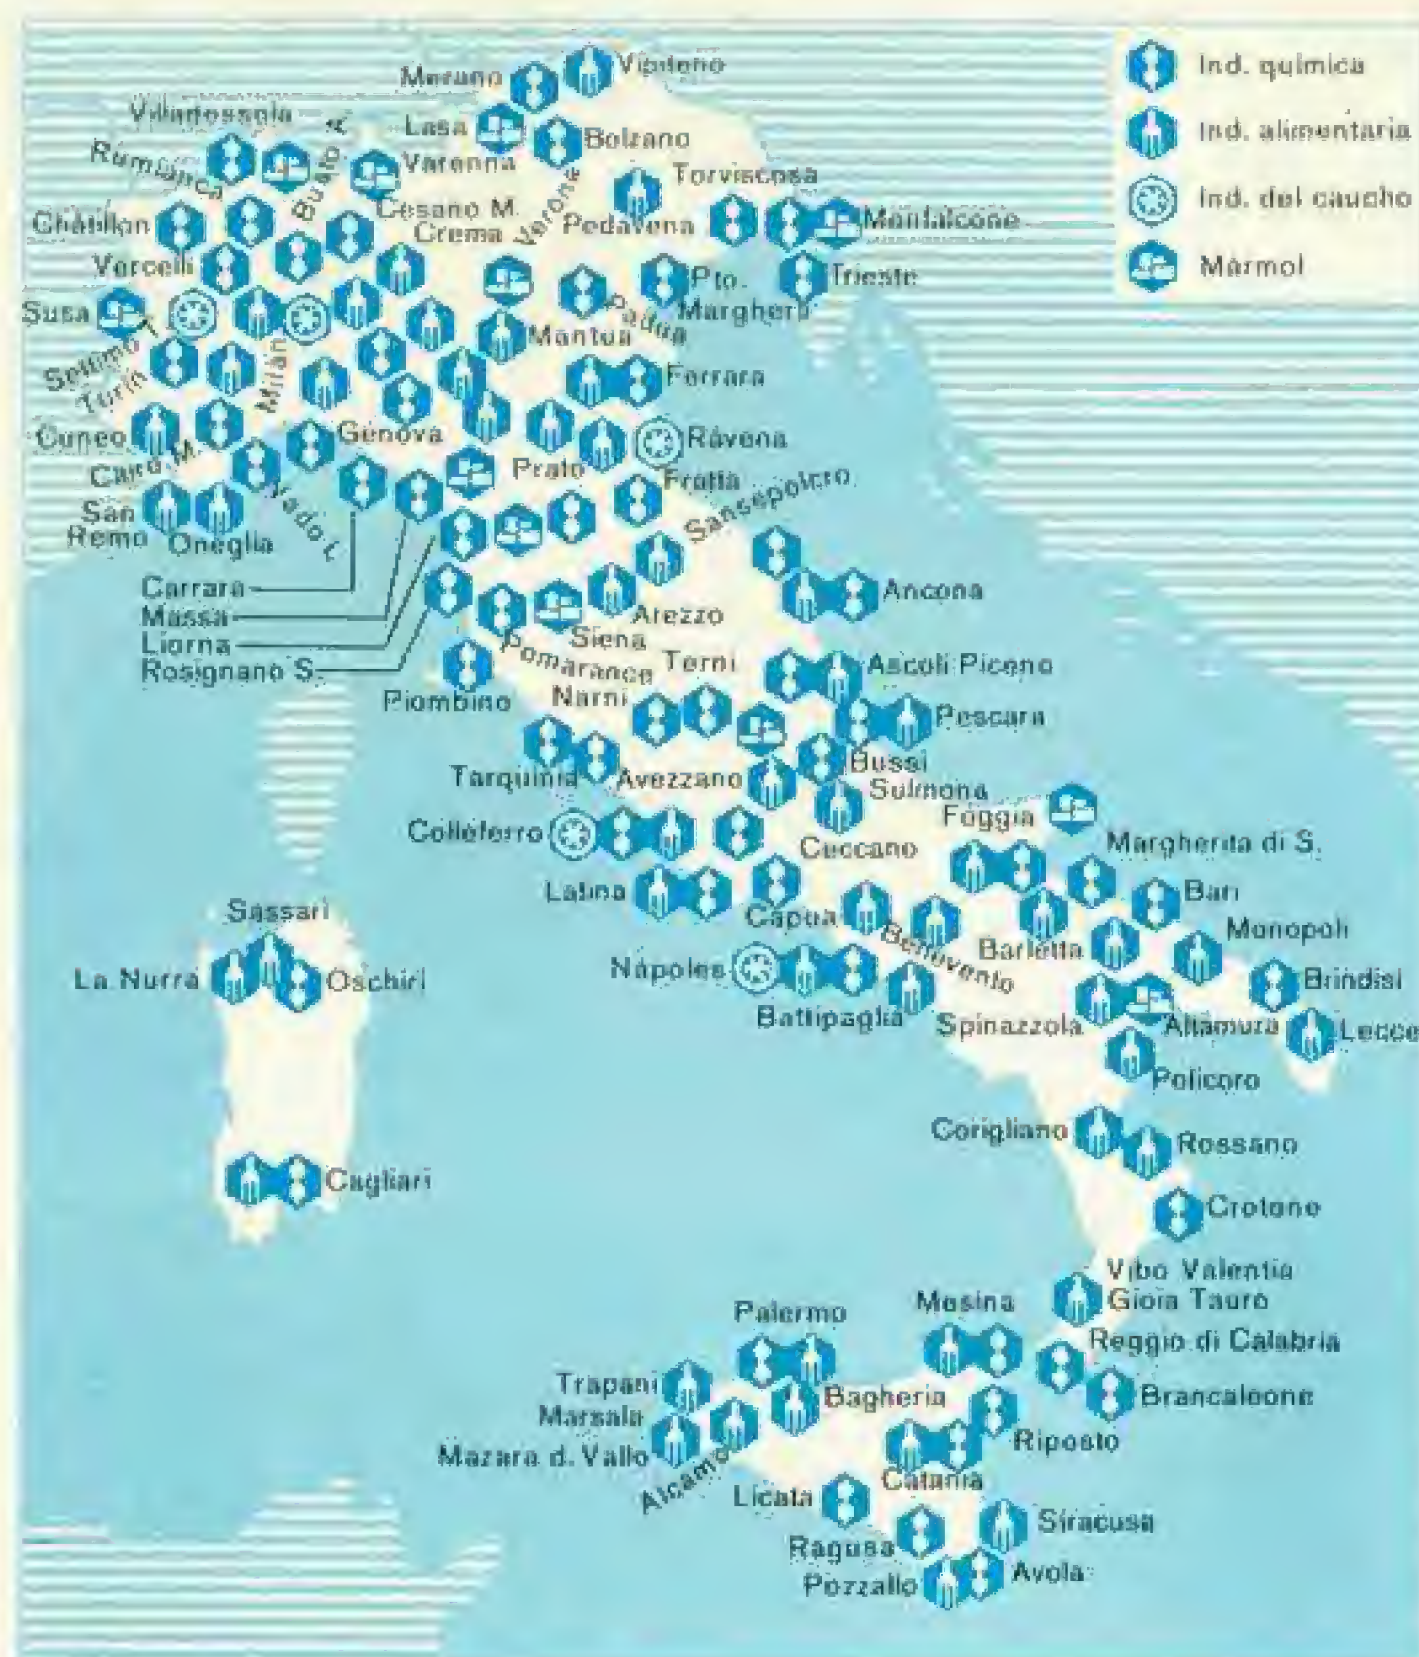 Merano
Vipiteno
Ind. química
Villadossola
Lasa
Bolzano
Ind. alimentaria
Rumianca
Busto A.
Varenna
Verona
Torviscosa
Ind. del caucho
Châtillon
Cesano M.
Crema
Pedavena
Monfalcone
Mármol
Vercelli
Pto.
Marghera
Trieste
Susa
Padua
Settimo
Turín
Milán
Mantua
Ferrara
Cuneo
Génova
Rávena
Cairo M.
Prato
Fratta
San
Remo
Oneglia
Vado L.
Sansepolcro
Carrara
Massa
Liorna
Rosignano S.
Ancona
Arezzo
Siena
Pomarance
Terni
Ascoli Piceno
Piombino
Narni
Pescara
Tarquinia
Avezzano
Bussi
Sulmona
Colleferro
Foggia
Ceccano
Margherita di S.
Latina
Bari
Sassari
Capua
Benevento
Barletta
Monopoli
La Nurra
Oschiri
Nápoles
Brindisi
Battipaglia
Spinazzola
Altamura
Lecce
Policoro
Corigliano
Rossano
Cagliari
Crotone
Vibo Valentia
Gioia Tauro
Palermo
Mesina
Reggio di Calabria
Trapani
Bagheria
Brancaleone
Marsala
Riposto
Mazara d. Vallo
Alcamo
Catania
Licata
Siracusa
Ragusa
Pozzallo
Avola